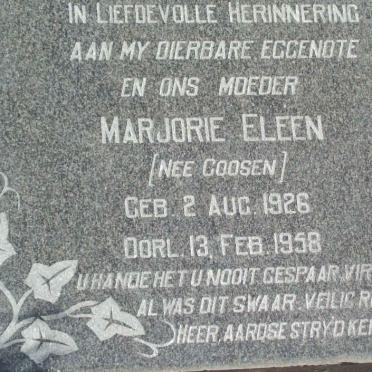 IN LIEFDEVOLLE HERINNERING
AAN MY DIERBARE EGGENOTE
EN ONS MOEDER
MARJORIE ELEEN
[NEE GOOSEN]
GEB. 2 AUG. 1926
OORL. 13, FEB. 1958
U HANDE HET U NOOIT GESPAAR,
AL WAS DIT SWAAR. VEILIG
HEER, AARDSE STRYD